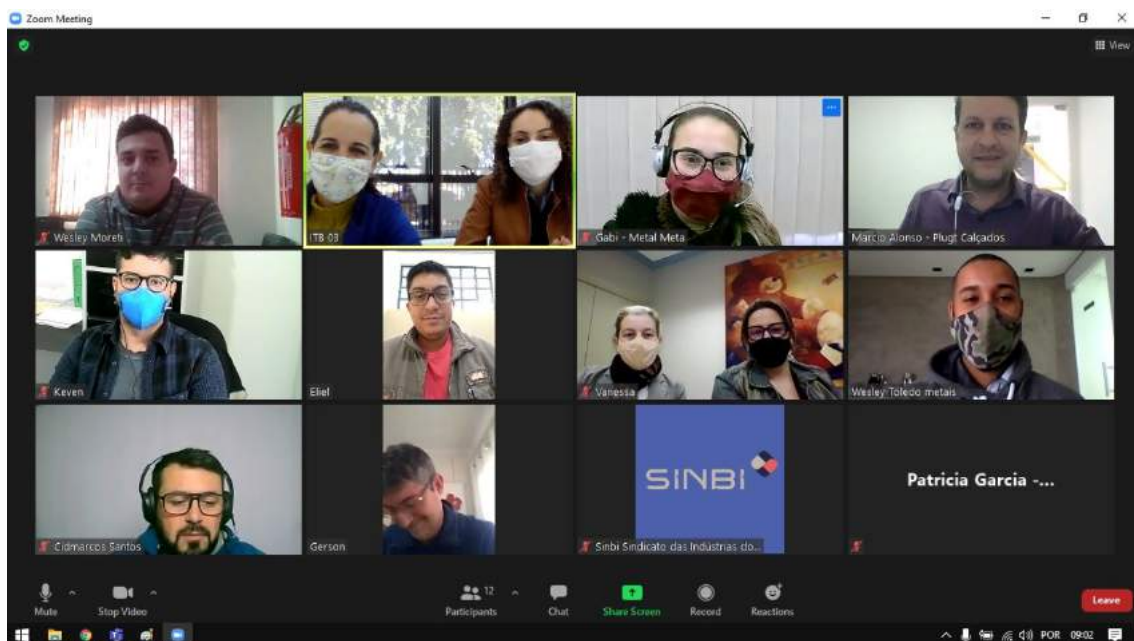 Zoom Meeting
View
Wesley Moreti
ITB-03
Gabi - Metal Meta
Marcio Alonso - Plugt Calçados
Keven
Eliel
Vanessa
Wesley Toledo metais
Cidmarcos Santos
Gerson
SINBI
Sinbi Sindicato das Indústrias do...
Patricia Garcia -...
Mute
Stop Video
Participants
12
Chat
Share Screen
Record
Reactions
Leave
POR
09:02